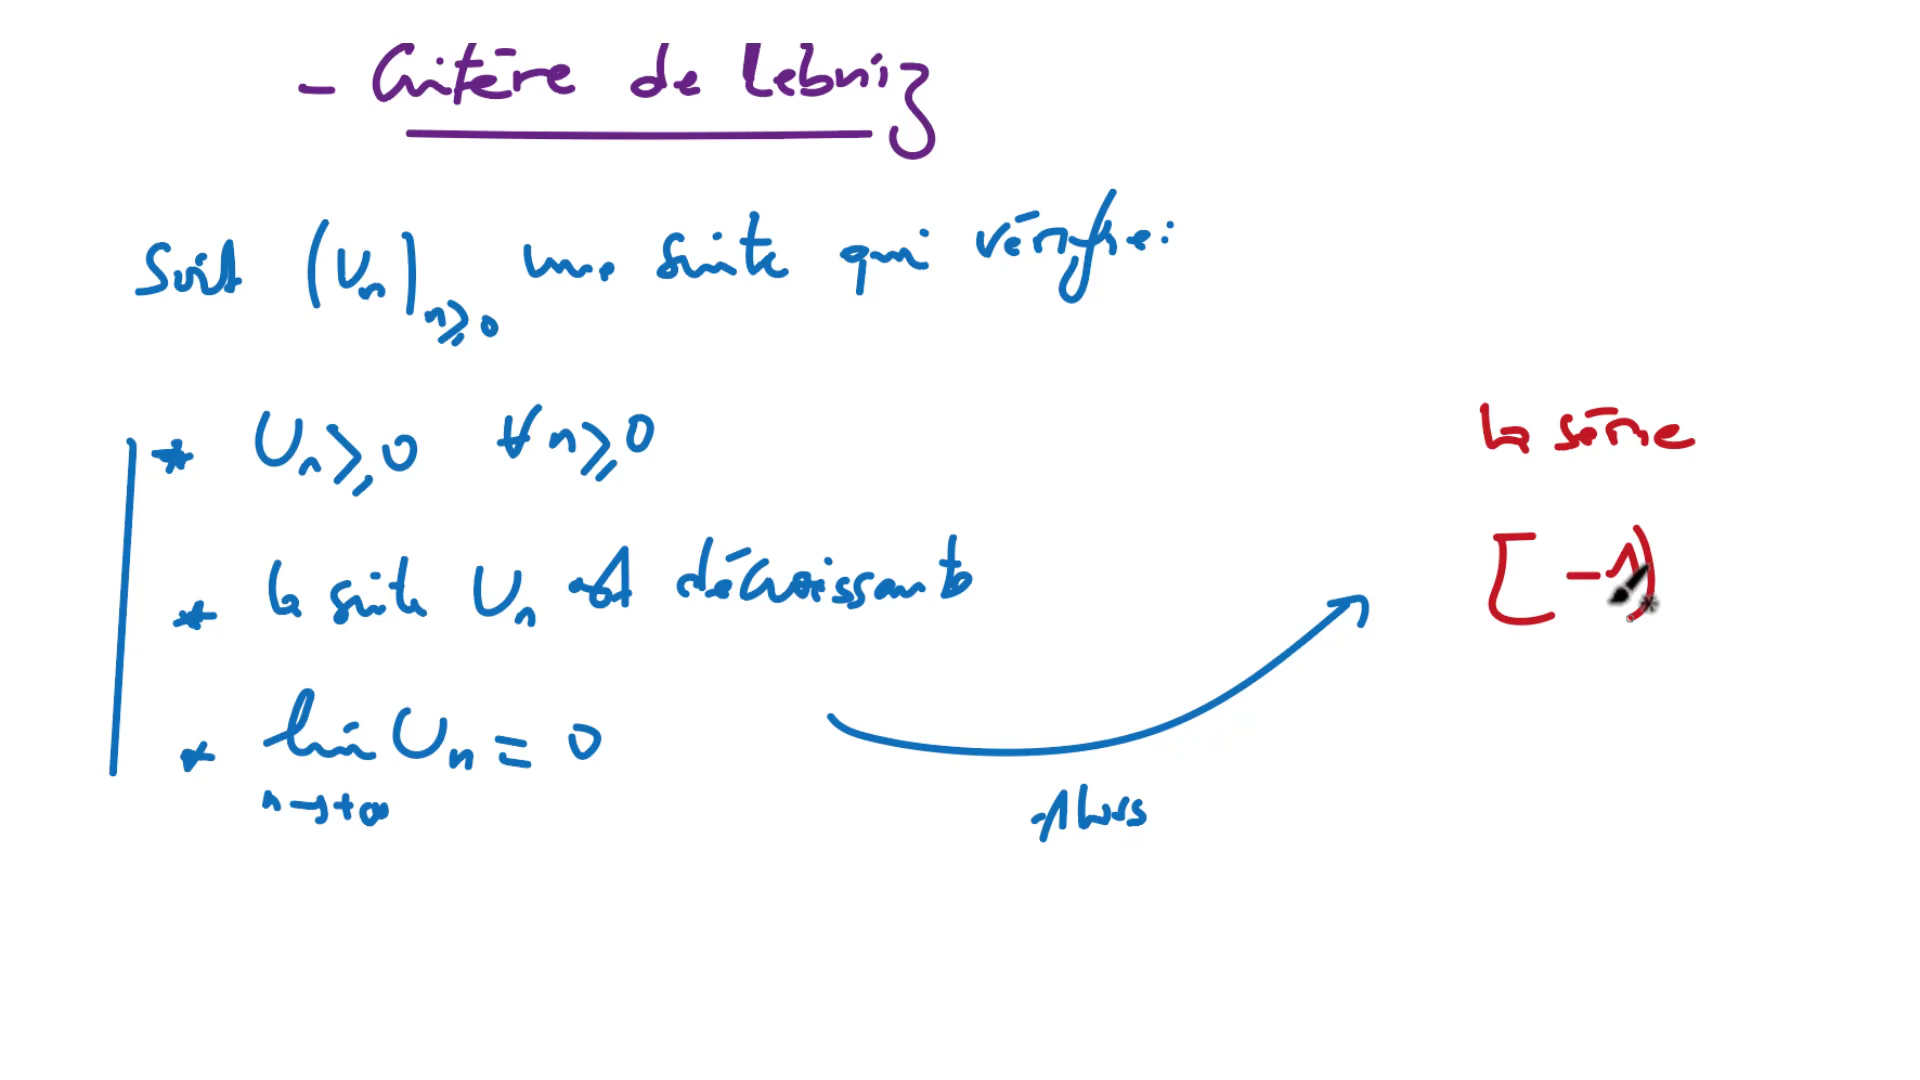 - Critère de Lebniz
Soit (Un)n⩾0 une suite qui vérifie:
* Un⩾0 ∀n⩾0
* la suite Un est décroissante
* lim Un = 0
n→+∞
Alors
la série
Σ (-1)